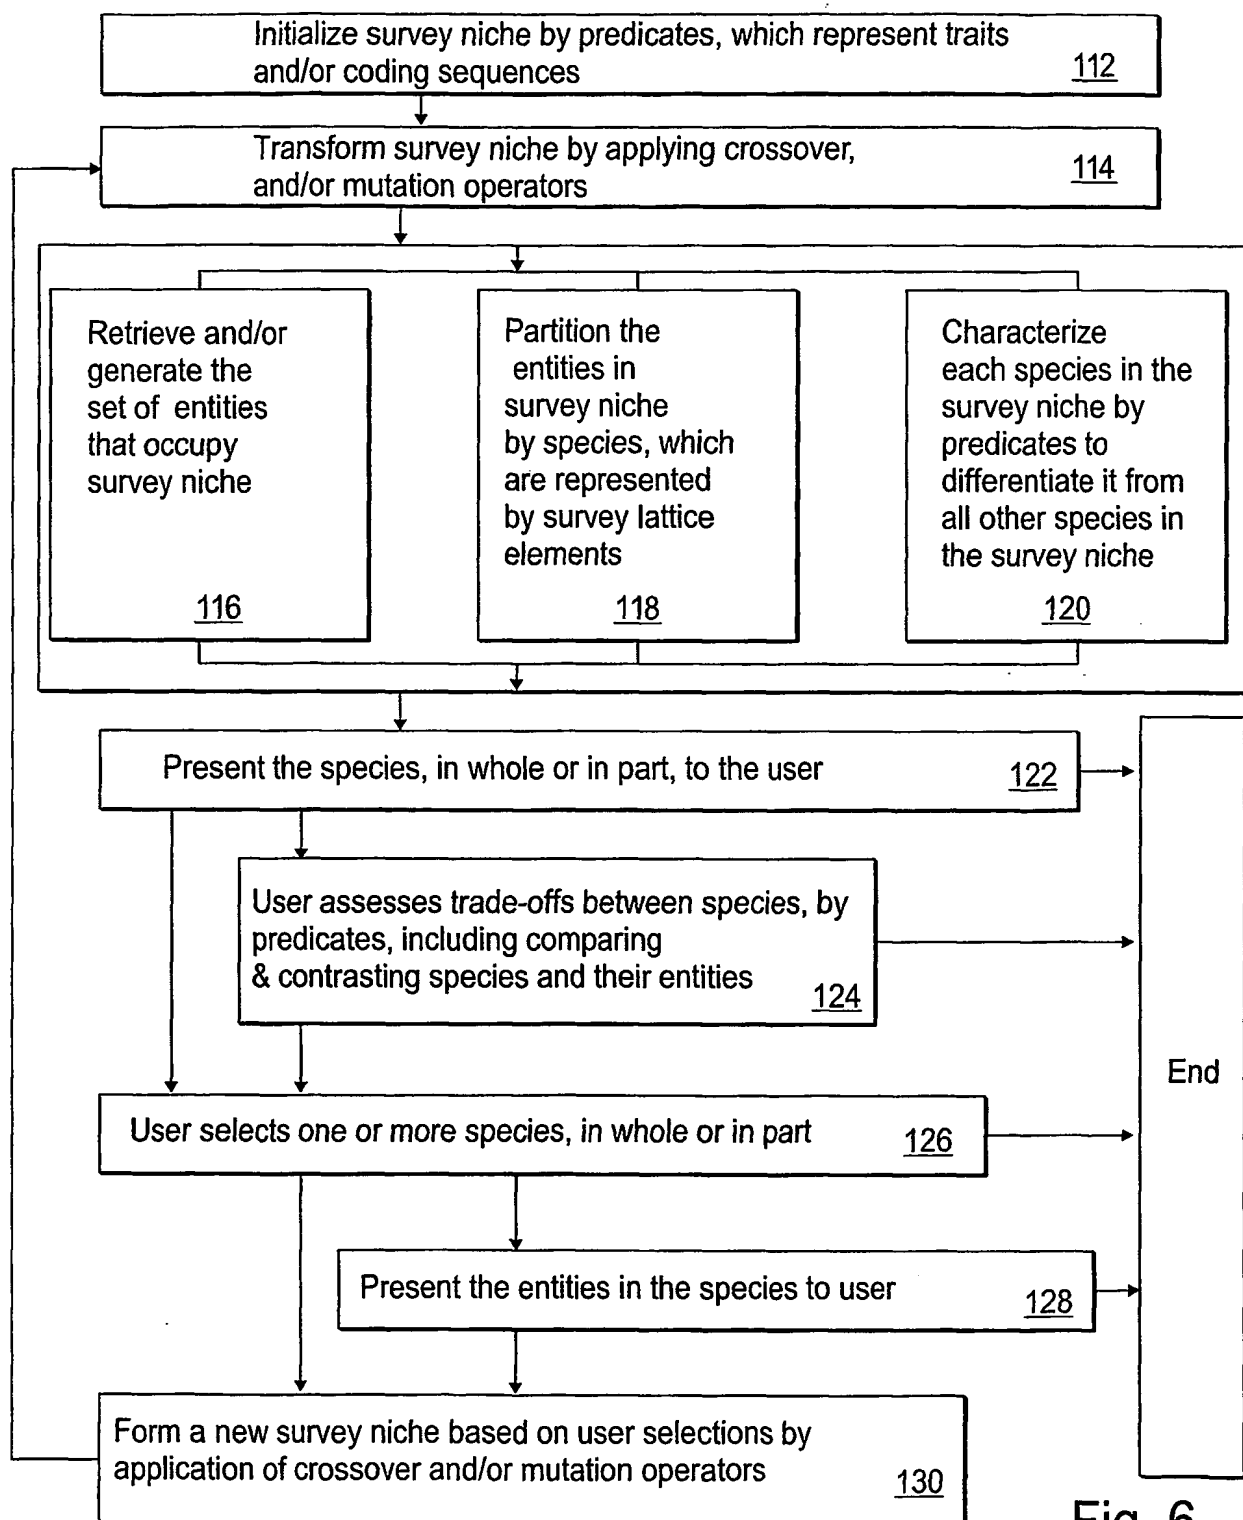 Initialize survey niche by predicates, which represent traits
and/or coding sequences
112
Transform survey niche by applying crossover,
and/or mutation operators
114
Retrieve and/or
generate the
set of entities
that occupy
survey niche
116
Partition the
entities in
survey niche
by species, which
are represented
by survey lattice
elements
118
Characterize
each species in the
survey niche by
predicates to
differentiate it from
all other species in
the survey niche
120
Present the species, in whole or in part, to the user
122
User assesses trade-offs between species, by
predicates, including comparing
& contrasting species and their entities
124
End
User selects one or more species, in whole or in part
126
Present the entities in the species to user
128
Form a new survey niche based on user selections by
application of crossover and/or mutation operators
130
Fig. 6